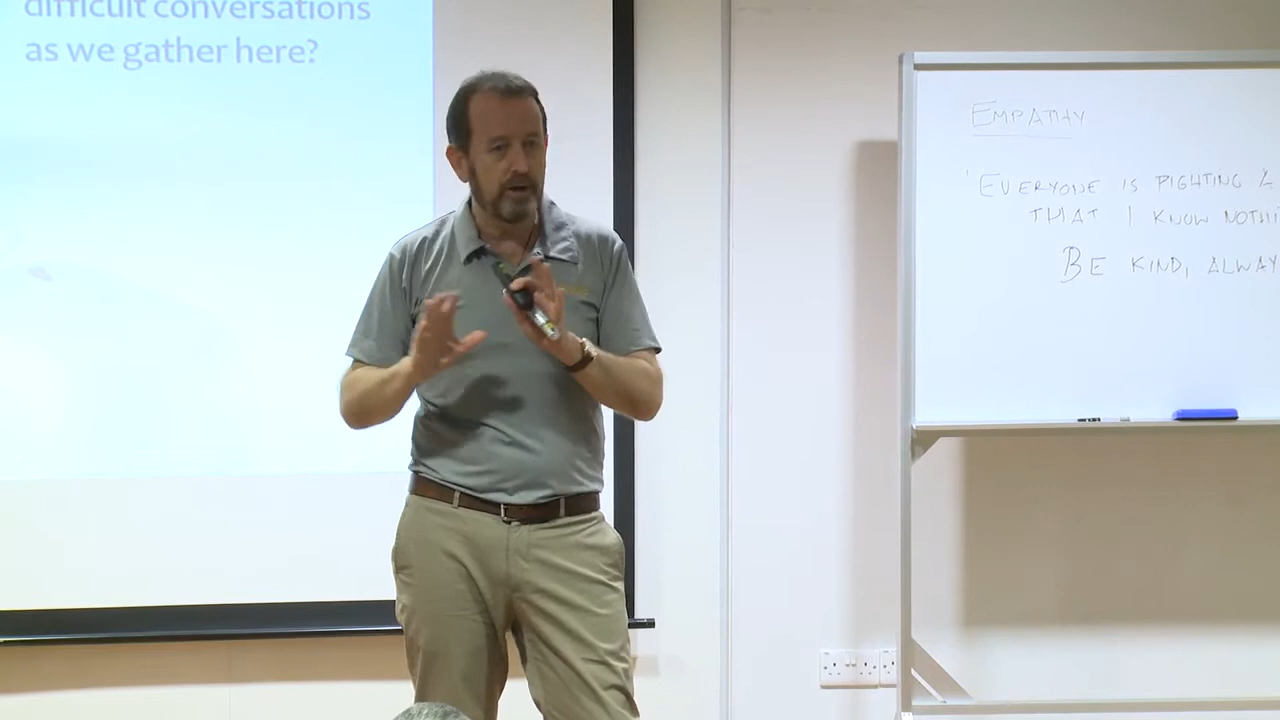 difficult conversations
as we gather here?
EMPATHY
'EVERYONE IS FIGHTING A
THAT I KNOW NOTHI
BE KIND, ALWAY